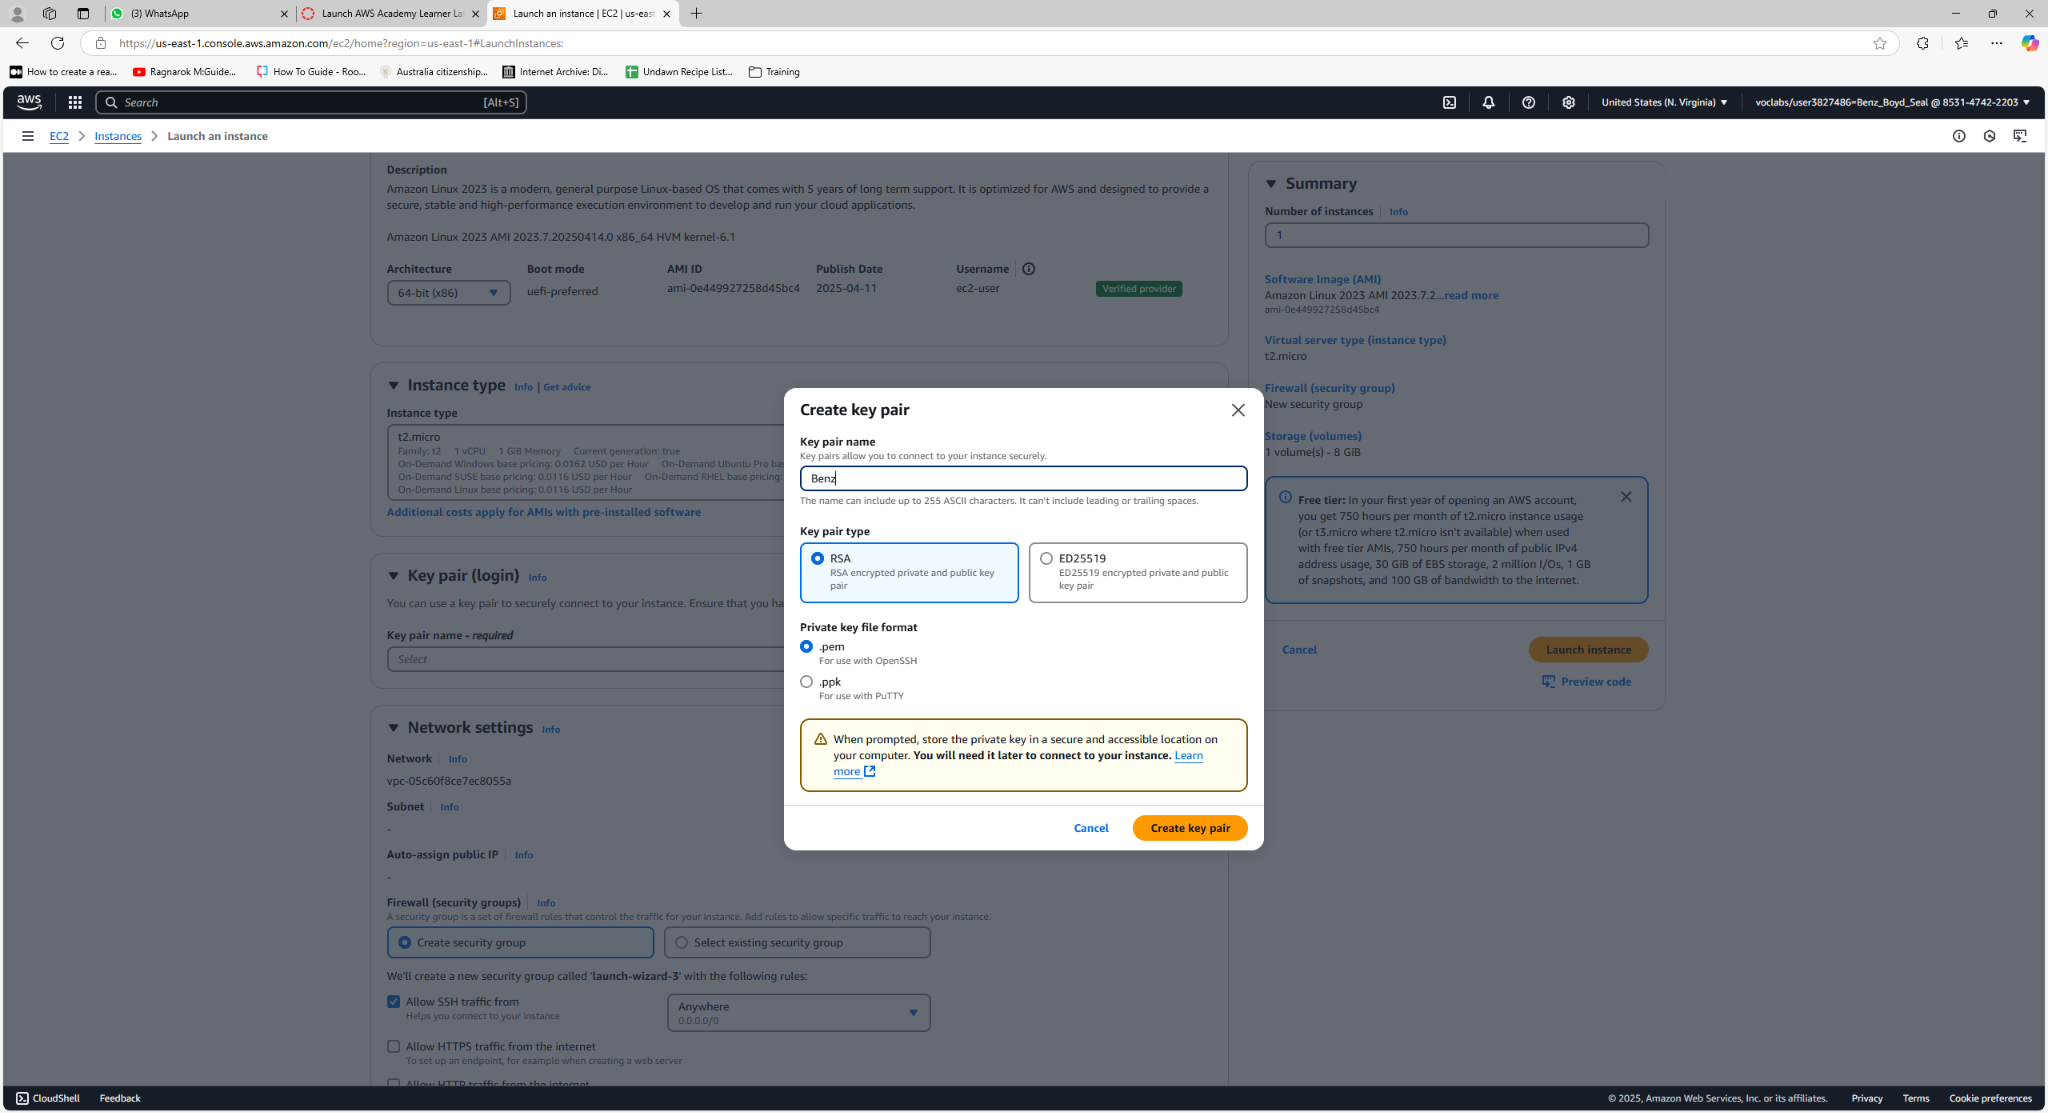 (3) WhatsApp
Launch AWS Academy Learner La
Launch an instance | EC2 | us-east
https://us-east-1.console.aws.amazon.com/ec2/home?region=us-east-1#LaunchInstances:
How to create a rea...
Ragnarok M:Guide...
How To Guide - Roo...
Australia citizenship...
Internet Archive: Di...
Undawn Recipe List...
Training
aws
Search
[Alt+S]
United States (N. Virginia)
voclabs/user3827486=Benz_Boyd_Seal @ 8531-4742-2203
EC2
Instances
Launch an instance
Description
Amazon Linux 2023 is a modern, general purpose Linux-based OS that comes with 5 years of long term support. It is optimized for AWS and designed to provide a
secure, stable and high-performance execution environment to develop and run your cloud applications.
Amazon Linux 2023 AMI 2023.7.20250414.0 x86_64 HVM kernel-6.1
Architecture
Boot mode
AMI ID
Publish Date
Username
64-bit (x86)
uefi-preferred
ami-0e449927258d45bc4
2025-04-11
ec2-user
Verified provider
Instance type
Info | Get advice
Instance type
t2.micro
Family: t2 1 vCPU 1 GiB Memory Current generation: true
On-Demand Windows base pricing: 0.0162 USD per Hour On-Demand Ubuntu Pro bas
On-Demand SUSE base pricing: 0.0116 USD per Hour On-Demand RHEL base pricing:
On-Demand Linux base pricing: 0.0116 USD per Hour
Additional costs apply for AMIs with pre-installed software
Key pair (login)
Info
You can use a key pair to securely connect to your instance. Ensure that you ha
Key pair name - required
Select
Network settings
Info
Network
Info
vpc-05c60f8ce7ec8055a
Subnet
Info
-
Auto-assign public IP
Info
-
Firewall (security groups)
Info
A security group is a set of firewall rules that control the traffic for your instance. Add rules to allow specific traffic to reach your instance.
Create security group
Select existing security group
We'll create a new security group called 'launch-wizard-3' with the following rules:
Allow SSH traffic from
Helps you connect to your instance
Anywhere
0.0.0.0/0
Allow HTTPS traffic from the internet
To set up an endpoint, for example when creating a web server
Allow HTTP traffic from the internet
Create key pair
Key pair name
Key pairs allow you to connect to your instance securely.
Benz
The name can include up to 255 ASCII characters. It can't include leading or trailing spaces.
Key pair type
RSA
RSA encrypted private and public key
pair
ED25519
ED25519 encrypted private and public
key pair
Private key file format
.pem
For use with OpenSSH
.ppk
For use with PuTTY
When prompted, store the private key in a secure and accessible location on
your computer. You will need it later to connect to your instance. Learn
more
Cancel
Create key pair
Summary
Number of instances
Info
1
Software Image (AMI)
Amazon Linux 2023 AMI 2023.7.2...read more
ami-0e449927258d45bc4
Virtual server type (instance type)
t2.micro
Firewall (security group)
New security group
Storage (volumes)
1 volume(s) - 8 GiB
Free tier: In your first year of opening an AWS account,
you get 750 hours per month of t2.micro instance usage
(or t3.micro where t2.micro isn't available) when used
with free tier AMIs, 750 hours per month of public IPv4
address usage, 30 GiB of EBS storage, 2 million I/Os, 1 GB
of snapshots, and 100 GB of bandwidth to the internet.
Cancel
Launch instance
Preview code
CloudShell
Feedback
© 2025, Amazon Web Services, Inc. or its affiliates.
Privacy
Terms
Cookie preferences